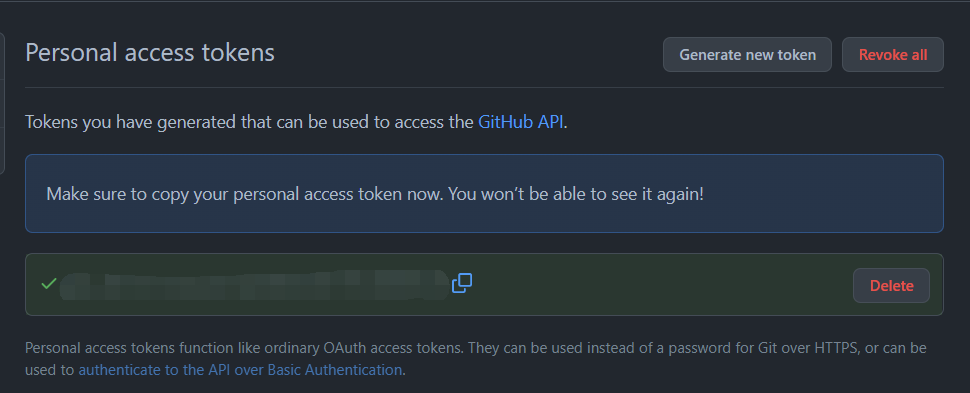 Personal access tokens
Generate new token
Revoke all
Tokens you have generated that can be used to access the GitHub API.
Make sure to copy your personal access token now. You won’t be able to see it again!
Delete
Personal access tokens function like ordinary OAuth access tokens. They can be used instead of a password for Git over HTTPS, or can be
used to authenticate to the API over Basic Authentication.